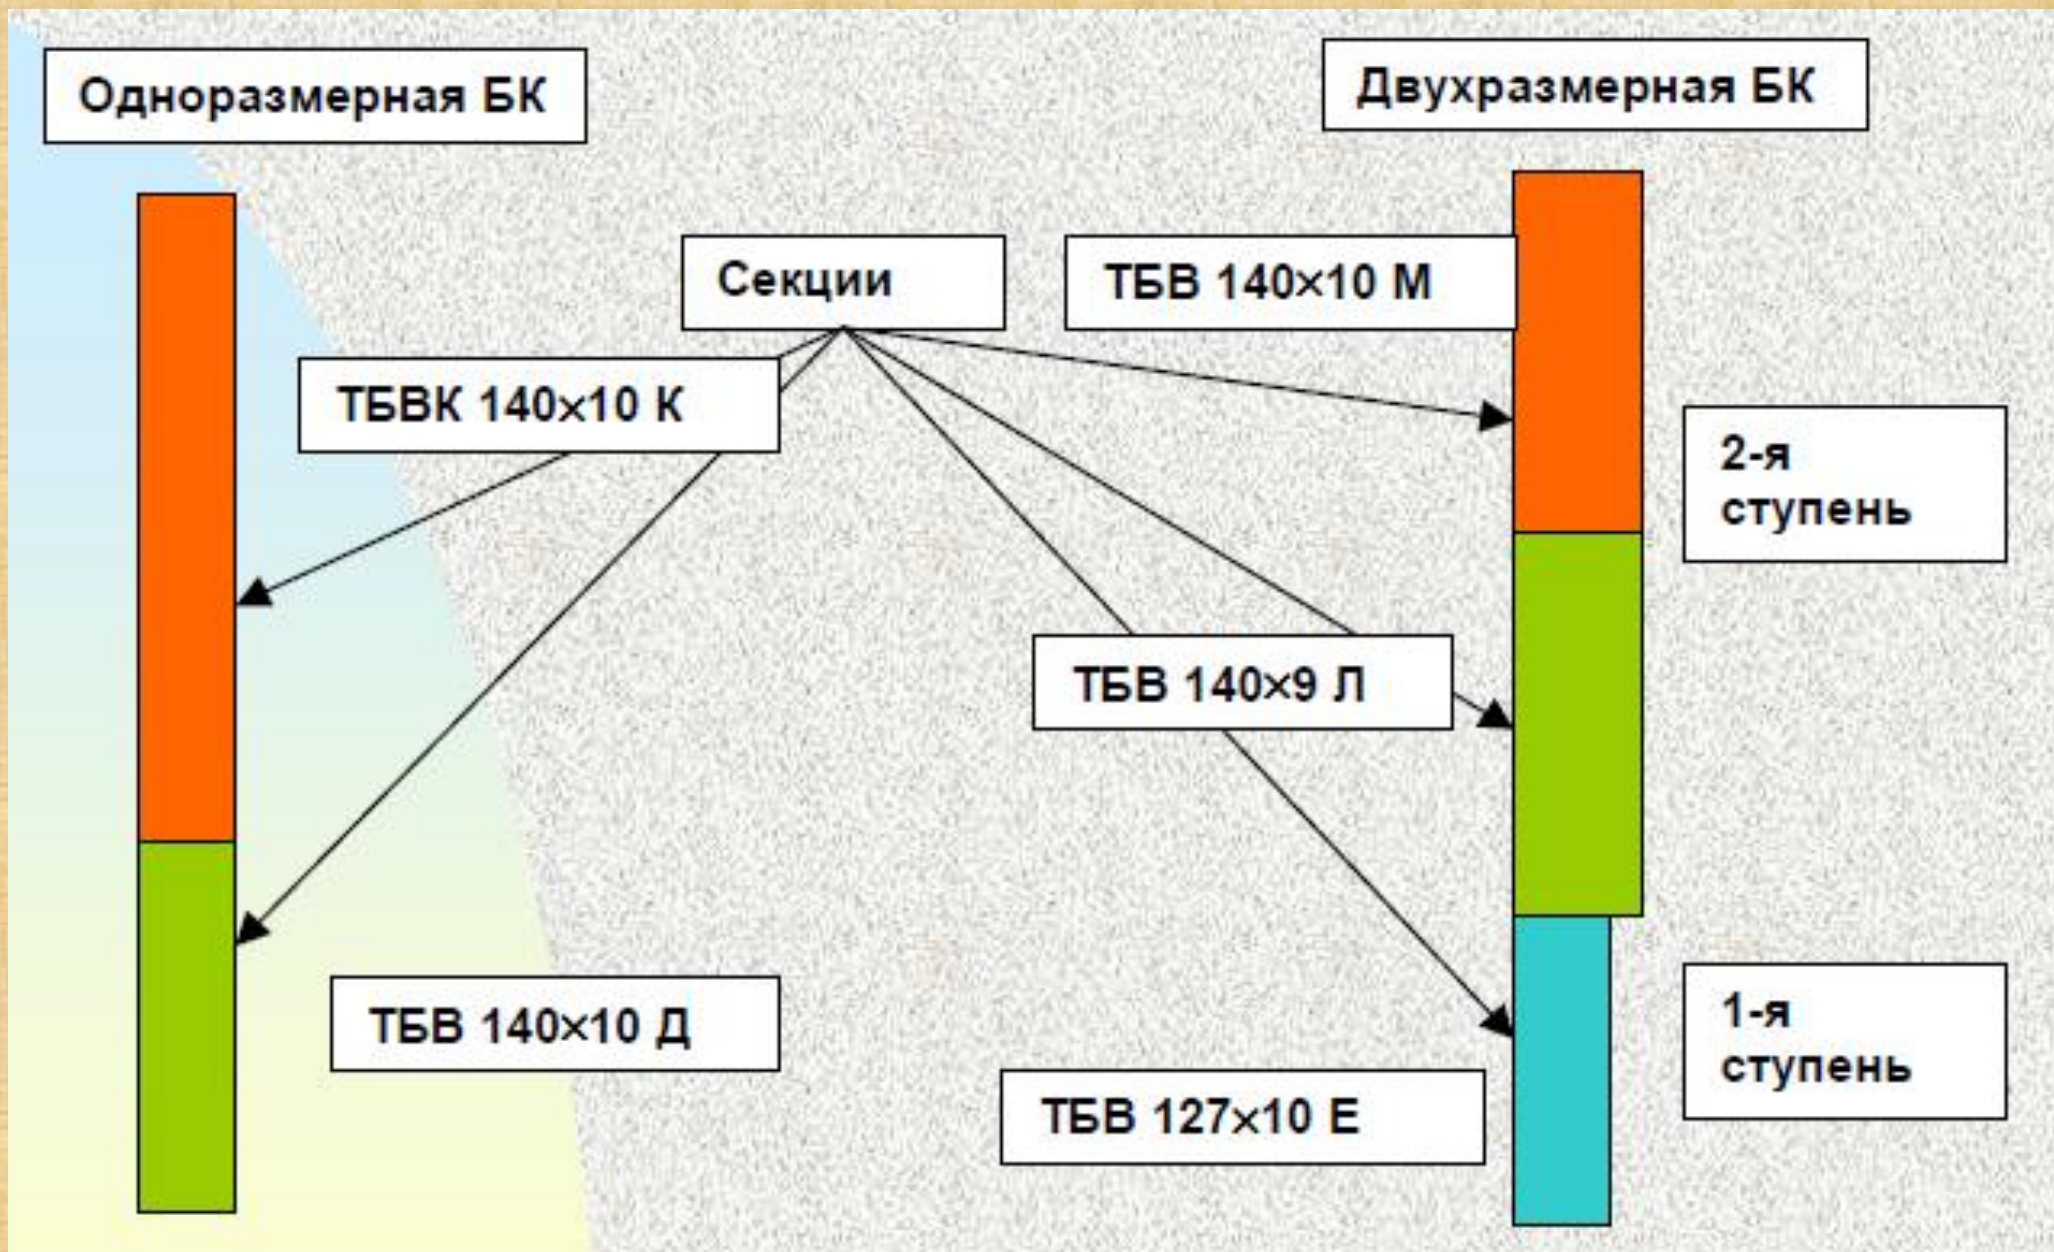 Одноразмерная БК
Двухразмерная БК
Секции
ТБВ 140×10 М
ТБВК 140×10 К
2-я
ступень
ТБВ 140×9 Л
ТБВ 140×10 Д
1-я
ступень
ТБВ 127×10 Е